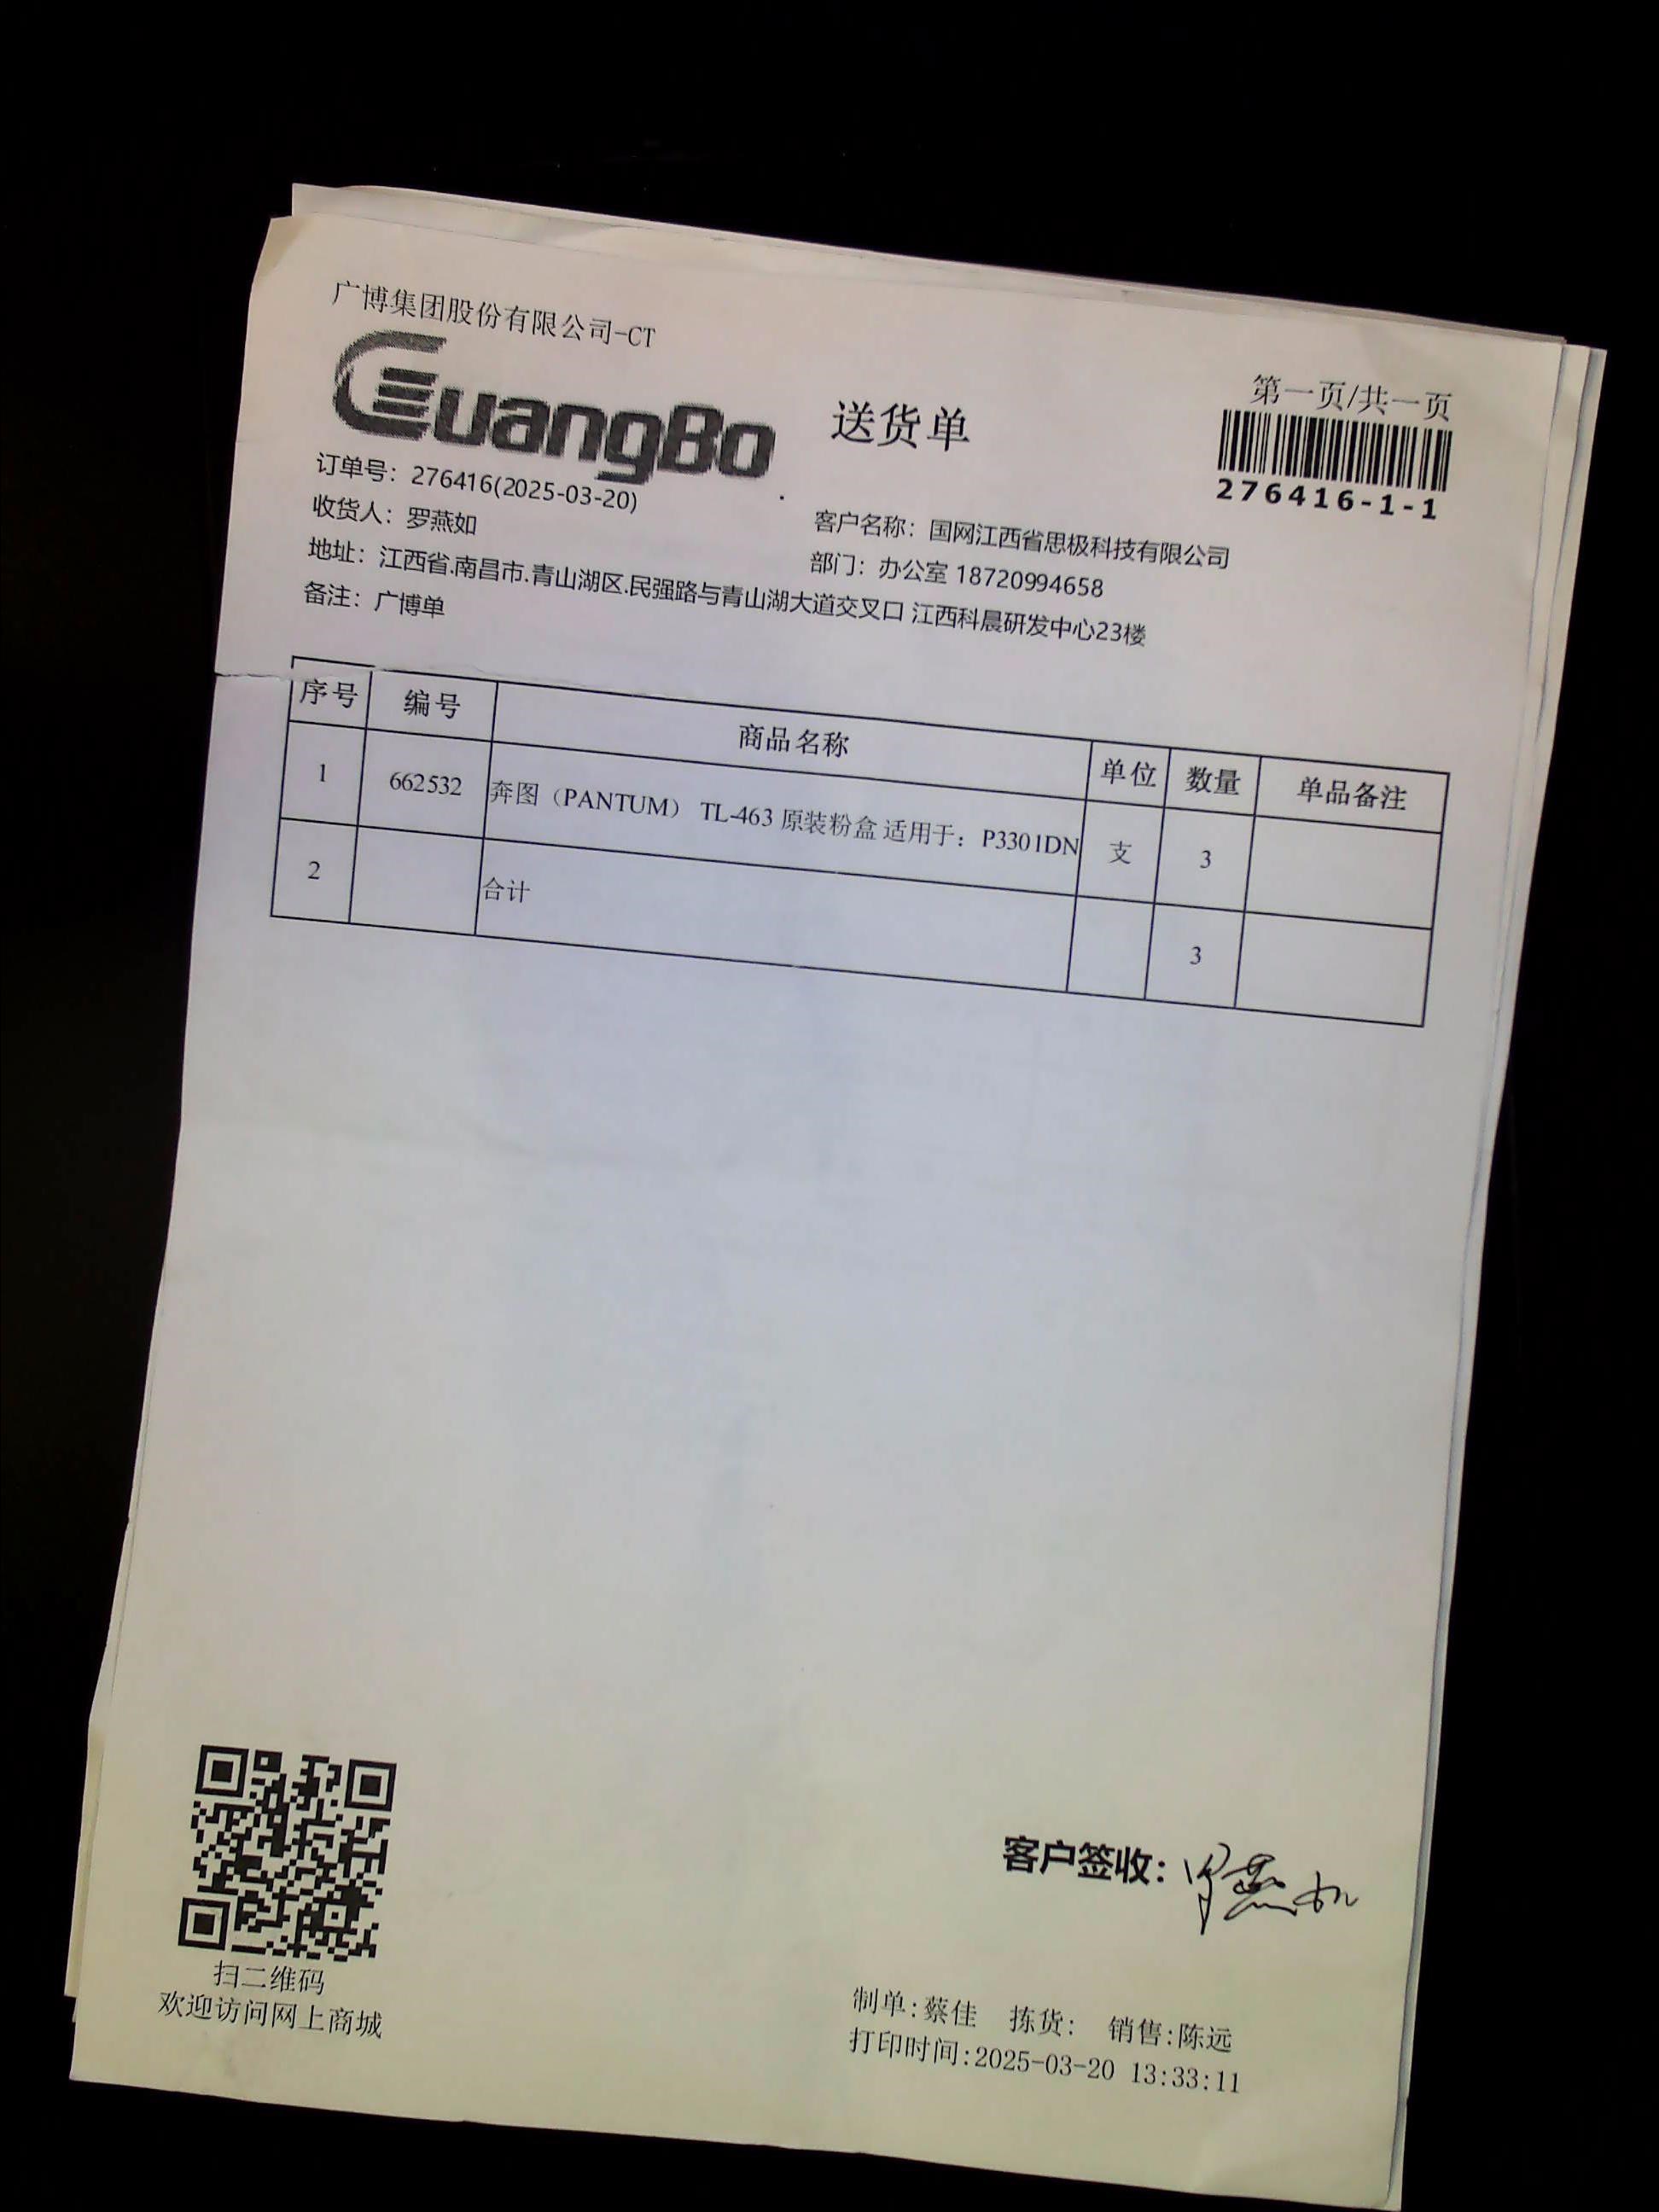 广博集团股份有限公司-CT
GuangBo
送货单
第一页/共一页
276416-1-1
订单号：276416(2025-03-20)
收货人：罗燕如
客户名称：国网江西省思极科技有限公司
部门：办公室 18720994658
地址：江西省.南昌市.青山湖区.民强路与青山湖大道交叉口 江西科晨研发中心23楼
备注：广博单
序号 编号 商品名称 单位 数量 单品备注
1 662532 奔图（PANTUM） TL-463 原装粉盒 适用于：P3301DN 支 3
2 合计 3
客户签收：罗燕如
扫二维码
欢迎访问网上商城
制单:蔡佳 拣货: 销售:陈远
打印时间:2025-03-20 13:33:11